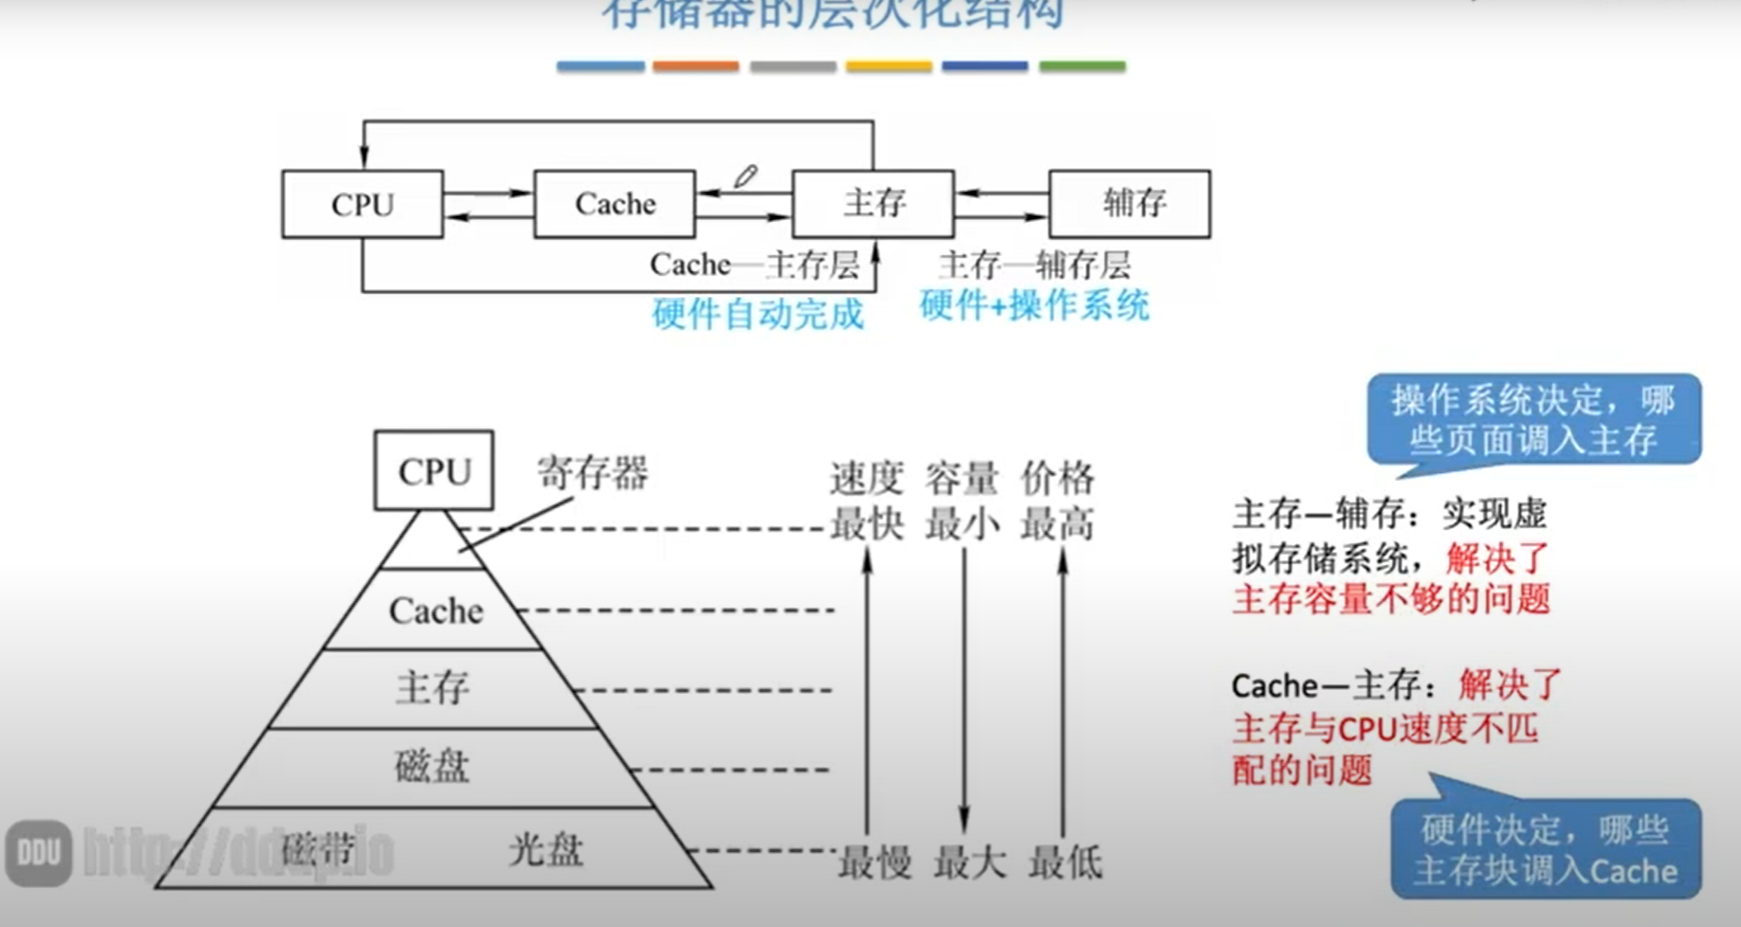 存储器的层次化结构
CPU
Cache
主存
辅存
Cache—主存层
主存—辅存层
硬件自动完成
硬件+操作系统
操作系统决定，哪
些页面调入主存
CPU
寄存器
速度 容量 价格
最快 最小 最高
主存—辅存：实现虚
拟存储系统，解决了
主存容量不够的问题
Cache
主存
Cache—主存：解决了
主存与CPU速度不匹
配的问题
磁盘
磁带
光盘
最慢 最大 最低
硬件决定，哪些
主存块调入Cache
DDU